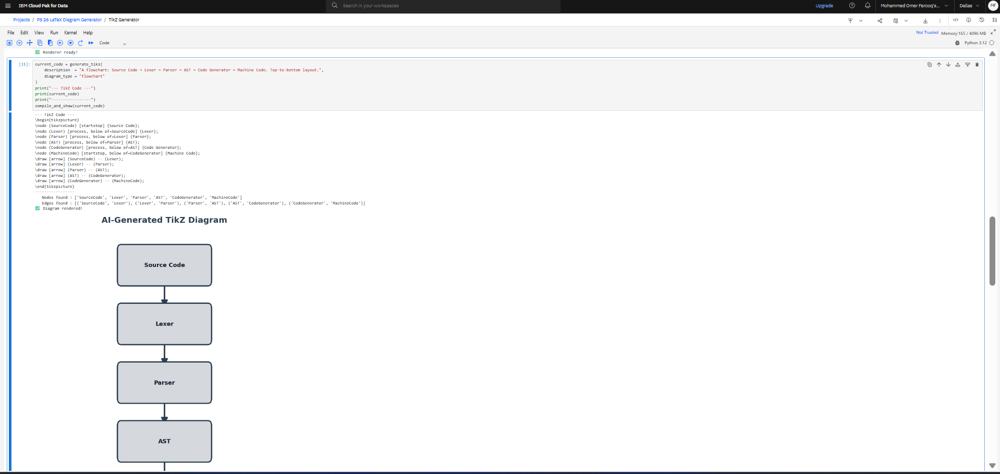 IBM Cloud Pak for Data
Search in your workspaces
Upgrade
Mohammed Omer Farooq's...
Dallas
MF
Projects / PS 26 LaTeX Diagram Generator / TikZ Generator
File Edit View Run Kernel Help
Not Trusted
Memory:165 / 4096 MB
Code
Python 3.12
Renderer ready!
[11]:
current_code = generate_tikz(
    description  = "A flowchart: Source Code → Lexer → Parser → AST → Code Generator → Machine Code. Top-to-bottom layout.",
    diagram_type = "flowchart"
)
print("--- TikZ Code ---")
print(current_code)
print("-----------------")
compile_and_show(current_code)
--- TikZ Code ---
\begin{tikzpicture}
\node (SourceCode) [startstop] {Source Code};
\node (Lexer) [process, below of=SourceCode] {Lexer};
\node (Parser) [process, below of=Lexer] {Parser};
\node (AST) [process, below of=Parser] {AST};
\node (CodeGenerator) [process, below of=AST] {Code Generator};
\node (MachineCode) [startstop, below of=CodeGenerator] {Machine Code};
\draw [arrow] (SourceCode) -- (Lexer);
\draw [arrow] (Lexer) -- (Parser);
\draw [arrow] (Parser) -- (AST);
\draw [arrow] (AST) -- (CodeGenerator);
\draw [arrow] (CodeGenerator) -- (MachineCode);
\end{tikzpicture}
-----------------
Nodes found : ['SourceCode', 'Lexer', 'Parser', 'AST', 'CodeGenerator', 'MachineCode']
Edges found : [('SourceCode', 'Lexer'), ('Lexer', 'Parser'), ('Parser', 'AST'), ('AST', 'CodeGenerator'), ('CodeGenerator', 'MachineCode')]
Diagram rendered!
AI-Generated TikZ Diagram
Source Code
Lexer
Parser
AST